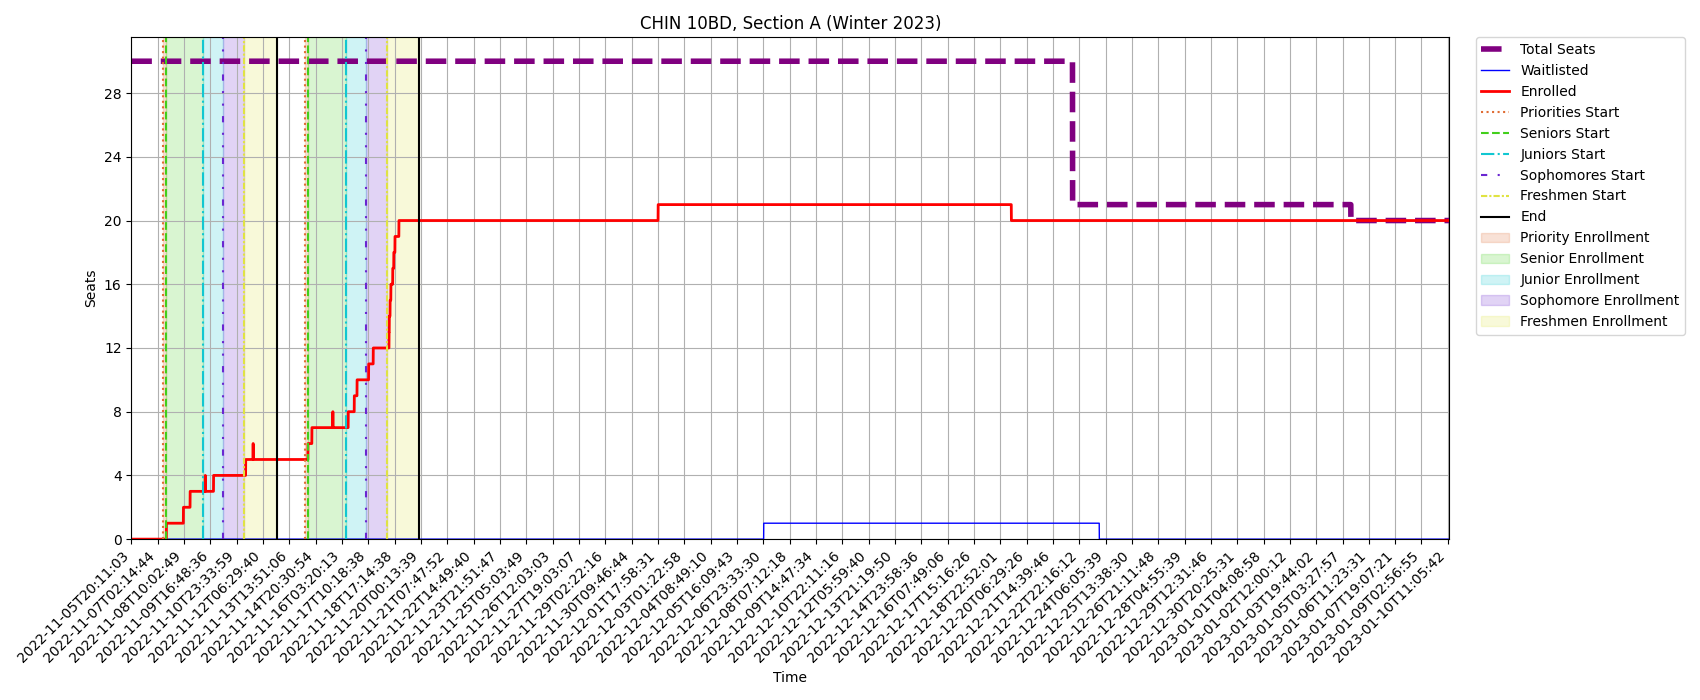 CHIN 10BD, Section A (Winter 2023)
Total Seats
Waitlisted
Enrolled
Priorities Start
Seniors Start
Juniors Start
Sophomores Start
Freshmen Start
End
Priority Enrollment
Senior Enrollment
Junior Enrollment
Sophomore Enrollment
Freshmen Enrollment
Seats
28
24
20
16
12
8
4
0
2022-11-05T20:11:03
2022-11-07T02:14:44
2022-11-08T10:02:49
2022-11-09T16:48:36
2022-11-10T23:33:59
2022-11-12T06:29:40
2022-11-13T13:51:06
2022-11-14T20:30:54
2022-11-16T03:20:13
2022-11-17T10:18:38
2022-11-18T17:14:38
2022-11-20T00:13:39
2022-11-21T07:47:52
2022-11-22T14:49:40
2022-11-23T21:51:47
2022-11-25T05:03:49
2022-11-26T12:03:03
2022-11-27T19:03:07
2022-11-29T02:22:16
2022-11-30T09:46:44
2022-12-01T17:58:31
2022-12-03T01:22:58
2022-12-04T08:49:10
2022-12-05T16:09:43
2022-12-06T23:33:30
2022-12-08T07:12:18
2022-12-09T14:47:34
2022-12-10T22:11:16
2022-12-12T05:59:40
2022-12-13T21:19:50
2022-12-14T23:58:36
2022-12-16T07:49:06
2022-12-17T15:16:26
2022-12-18T22:52:01
2022-12-20T06:29:26
2022-12-21T14:39:46
2022-12-22T22:16:12
2022-12-24T06:05:39
2022-12-25T13:38:30
2022-12-26T21:11:48
2022-12-28T04:55:39
2022-12-29T12:31:46
2022-12-30T20:25:31
2023-01-01T04:08:58
2023-01-02T12:00:12
2023-01-03T19:44:02
2023-01-05T03:27:57
2023-01-06T11:23:31
2023-01-07T19:07:21
2023-01-09T02:56:55
2023-01-10T11:05:42
Time